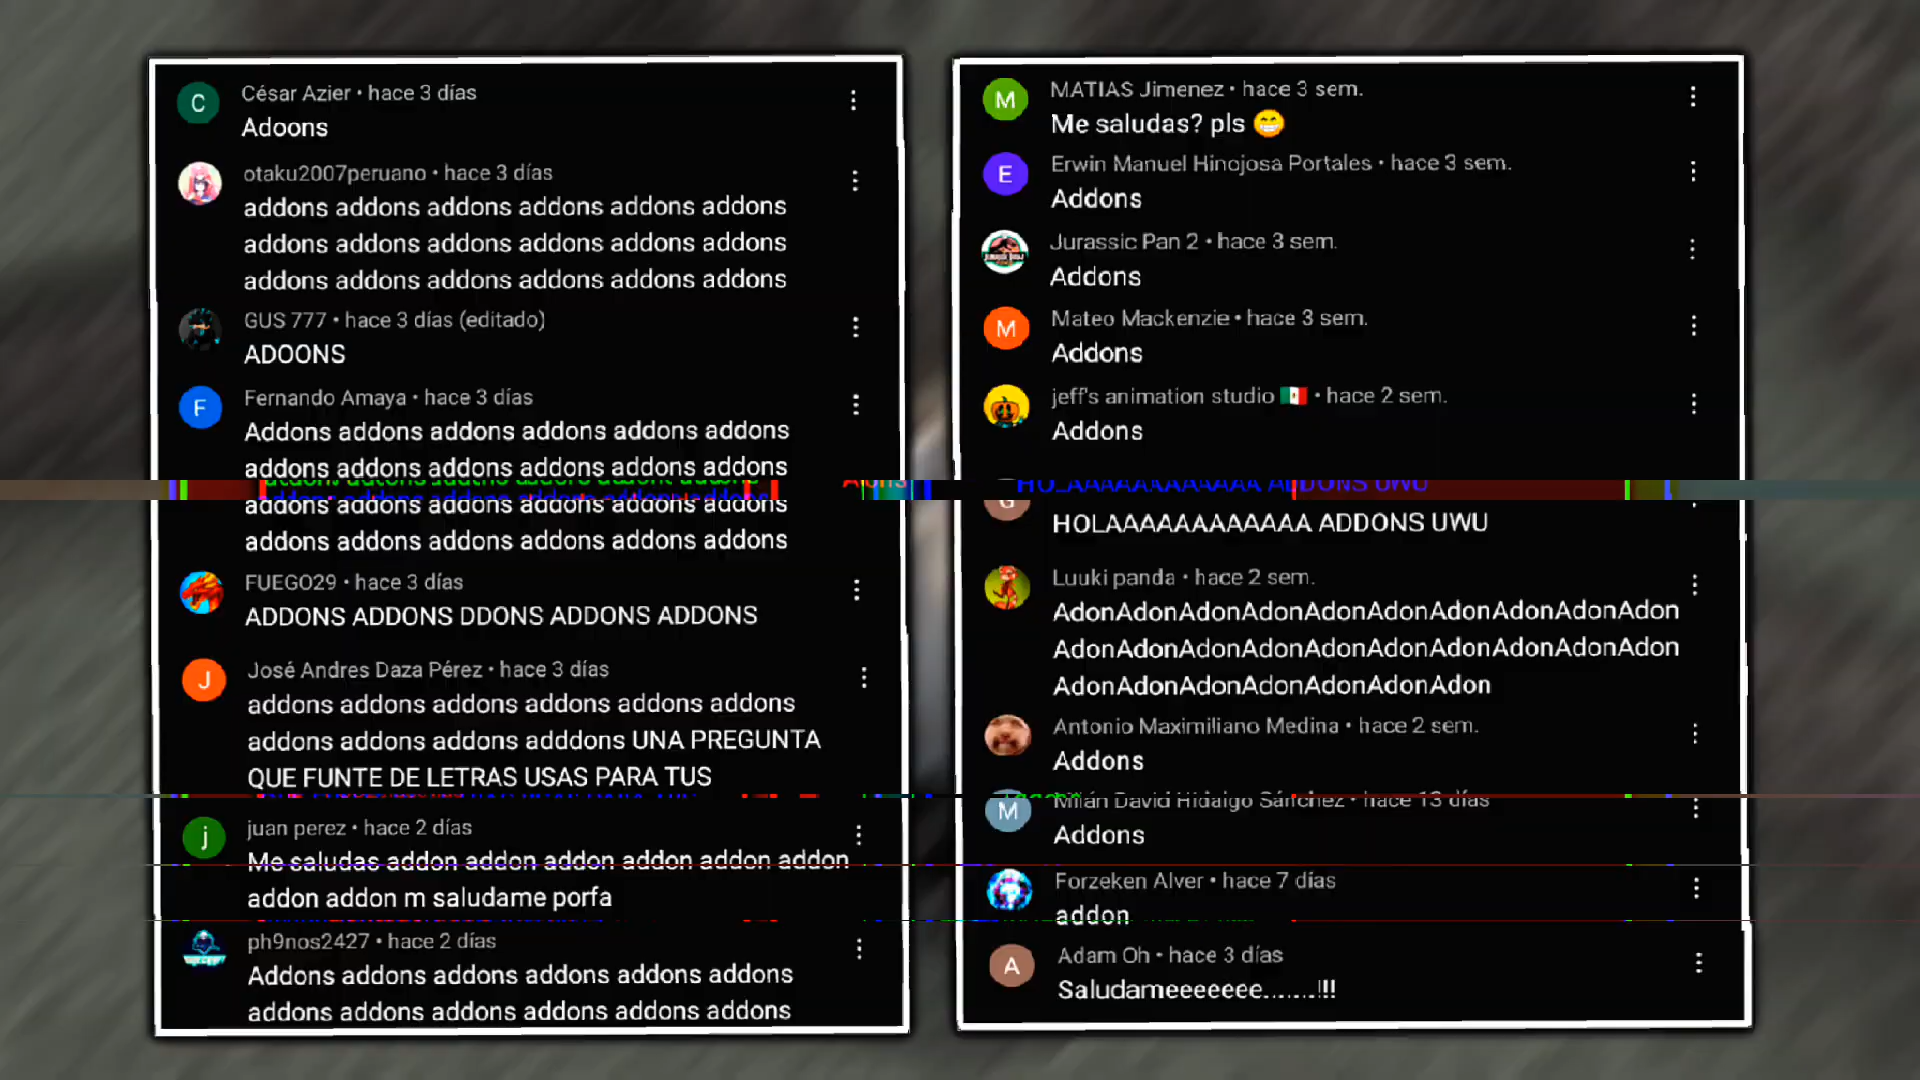 C
César Azier • hace 3 días
Adoons
otaku2007peruano • hace 3 días
addons addons addons addons addons addons
addons addons addons addons addons addons
addons addons addons addons addons addons
GUS 777 • hace 3 días (editado)
ADOONS
F
Fernando Amaya • hace 3 días
Addons addons addons addons addons addons
addons addons addons addons addons addons
addons addons addons addons addons addons
addons addons addons addons addons addons
FUEGO29 • hace 3 días
ADDONS ADDONS DDONS ADDONS ADDONS
J
José Andres Daza Pérez • hace 3 días
addons addons addons addons addons addons
addons addons addons adddons UNA PREGUNTA
QUE FUNTE DE LETRAS USAS PARA TUS
j
juan perez • hace 2 días
Me saludas addon addon addon addon addon addon
addon addon m saludame porfa
ph9nos2427 • hace 2 días
Addons addons addons addons addons addons
addons addons addons addons addons addons
M
MATIAS Jimenez • hace 3 sem.
Me saludas? pls 😁
E
Erwin Manuel Hinojosa Portales • hace 3 sem.
Addons
Jurassic Pan 2 • hace 3 sem.
Addons
M
Mateo Mackenzie • hace 3 sem.
Addons
jeff's animation studio 🇲🇽 • hace 2 sem.
Addons
G
HOLAAAAAAAAAAAA ADDONS UWU
Luuki panda • hace 2 sem.
AdonAdonAdonAdonAdonAdonAdonAdonAdonAdon
AdonAdonAdonAdonAdonAdonAdonAdonAdonAdon
AdonAdonAdonAdonAdonAdonAdon
Antonio Maximiliano Medina • hace 2 sem.
Addons
M
Milán David Hidalgo Sánchez • hace 13 días
Addons
Forzeken Alver • hace 7 días
addon
A
Adam Oh • hace 3 días
Saludameeeeeee........!!!